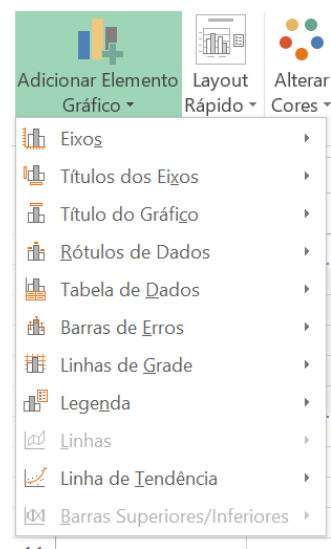 Adicionar Elemento Gráfico
Layout Rápido
Alterar Cores
Eixos
Títulos dos Eixos
Título do Gráfico
Rótulos de Dados
Tabela de Dados
Barras de Erros
Linhas de Grade
Legenda
Linhas
Linha de Tendência
Barras Superiores/Inferiores